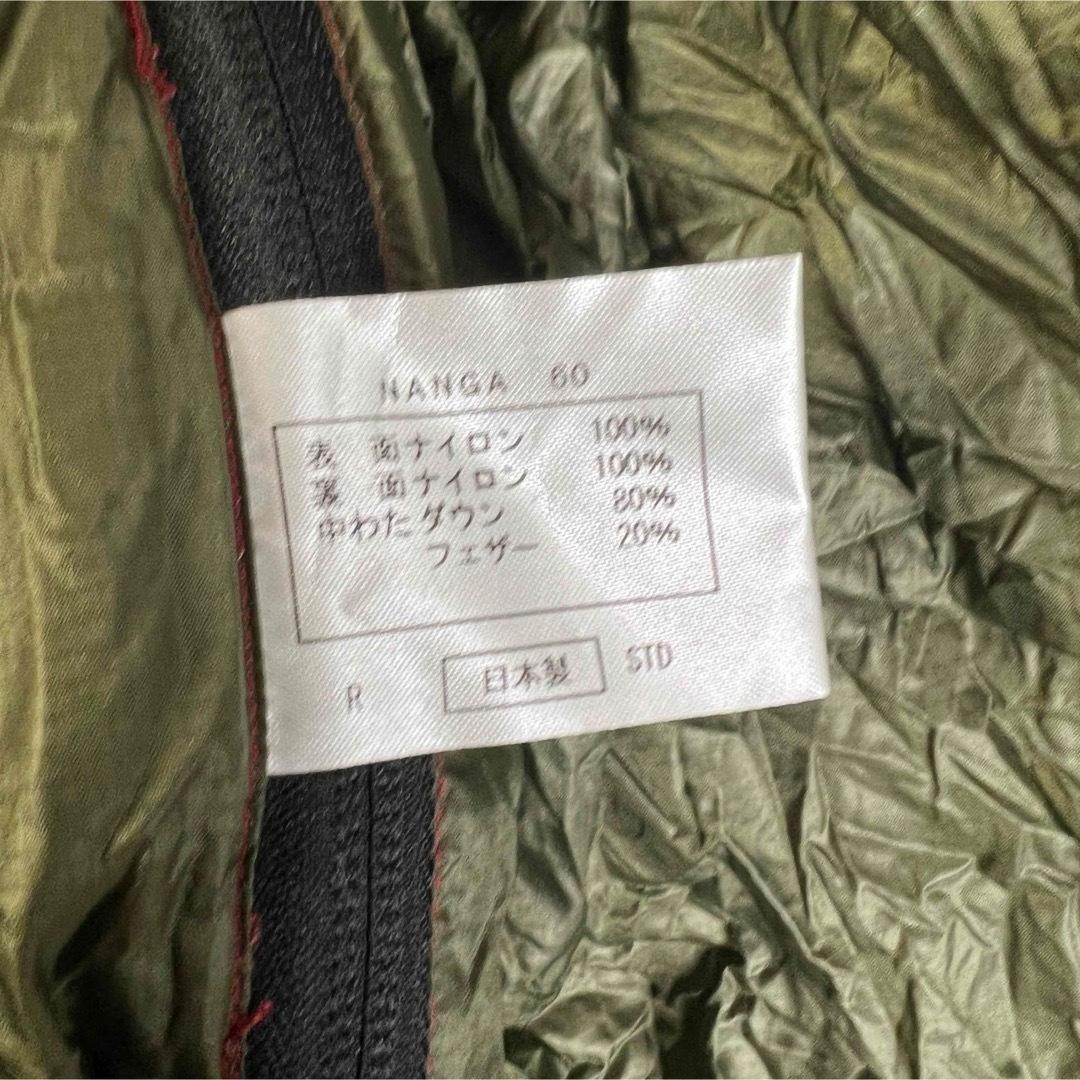 NANGA 60
表 面ナイロン 100%
裏 面ナイロン 100%
中わたダウン 80%
フェザー 20%
R 日本製 STD